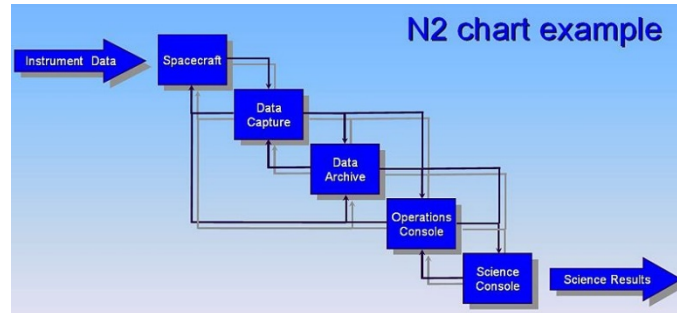 N2 chart example
Instrument Data
Spacecraft
Data
Capture
Data
Archive
Operations
Console
Science
Console
Science Results